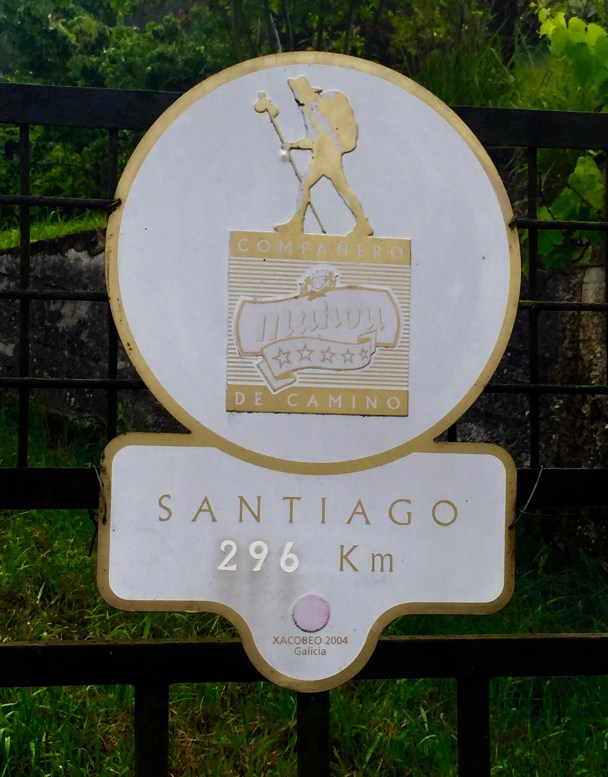 COMPAÑERO
mahou
DE CAMINO
SANTIAGO
296 Km
XACOBEO 2004
Galicia